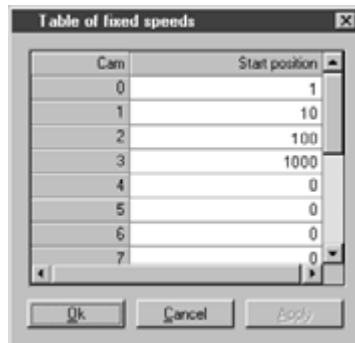 Table of fixed speeds
Cam Start position
0 1
1 10
2 100
3 1000
4 0
5 0
6 0
7 0
Ok Cancel Apply